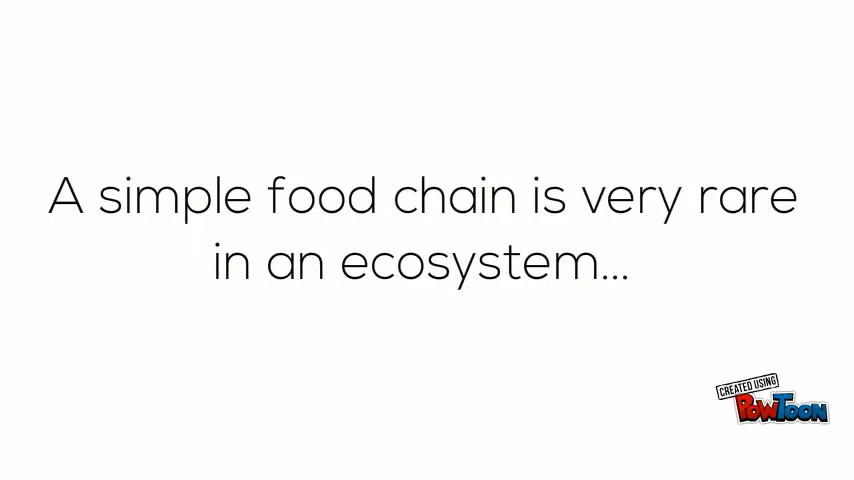 A simple food chain is very rare
in an ecosystem...
CREATED USING
POWTOON